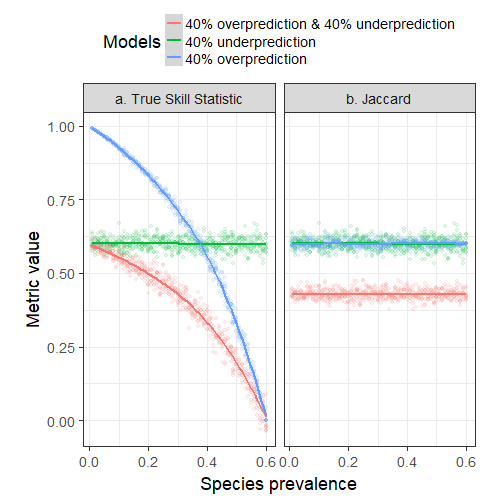 Models
40% overprediction & 40% underprediction
40% underprediction
40% overprediction
a. True Skill Statistic
b. Jaccard
Metric value
1.00
0.75
0.50
0.25
0.00
0.0 0.2 0.4 0.6
0.0 0.2 0.4 0.6
Species prevalence